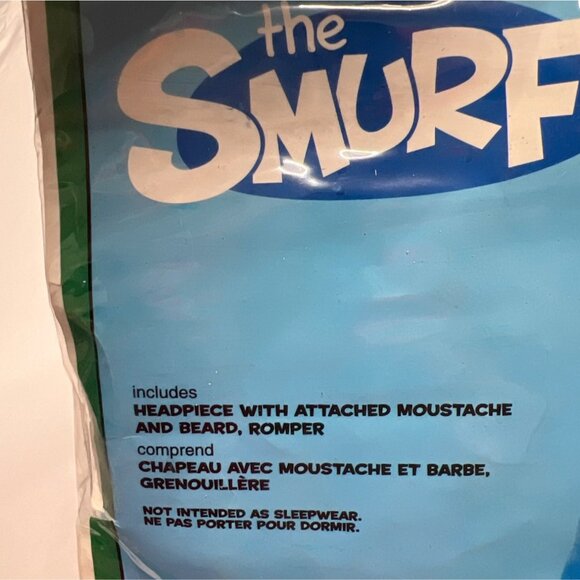 the
SMURF
includes
HEADPIECE WITH ATTACHED MOUSTACHE
AND BEARD, ROMPER
comprend
CHAPEAU AVEC MOUSTACHE ET BARBE,
GRENOUILLÈRE
NOT INTENDED AS SLEEPWEAR.
NE PAS PORTER POUR DORMIR.